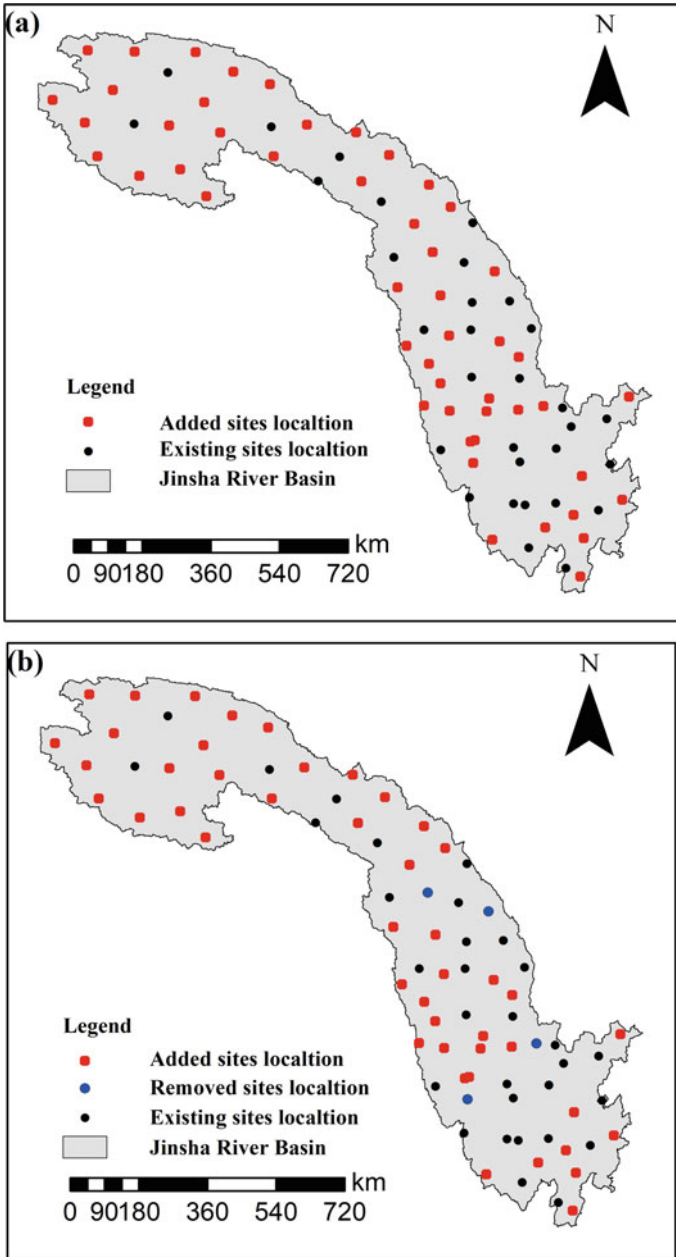 (a)
N
Legend
Added sites localtion
Existing sites localtion
Jinsha River Basin
km
0 90180 360 540 720
(b)
N
Legend
Added sites localtion
Removed sites localtion
Existing sites localtion
Jinsha River Basin
km
0 90180 360 540 720